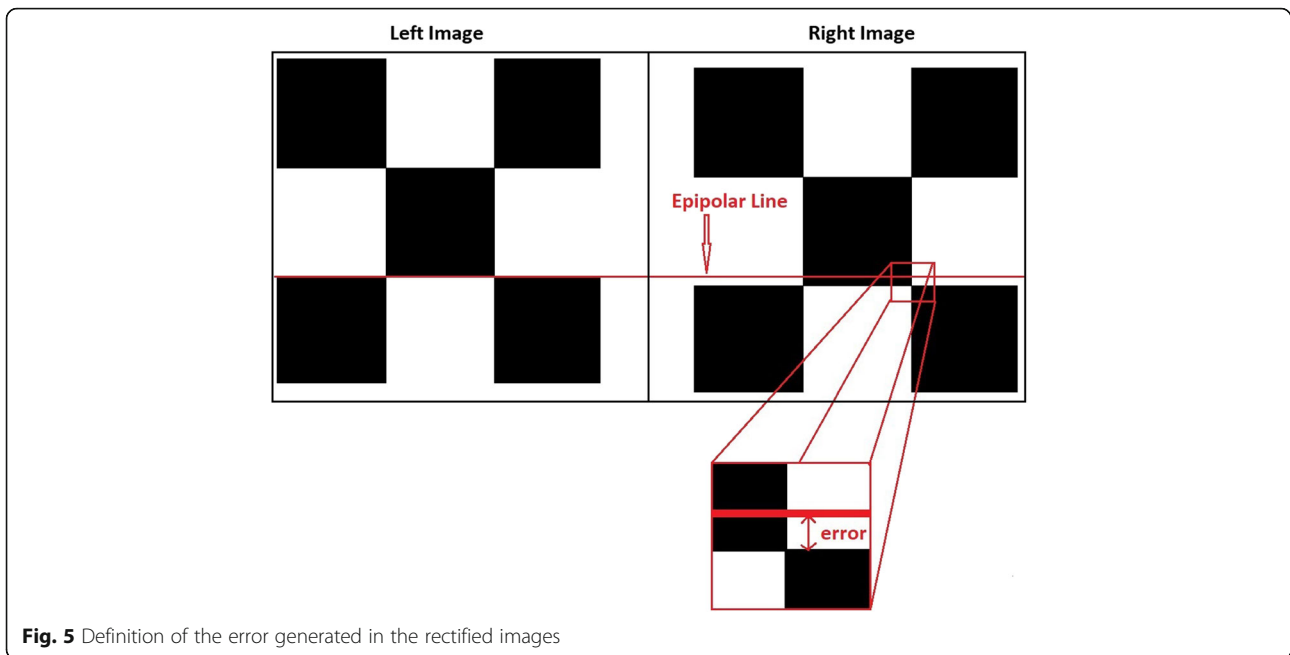 Left Image
Right Image
Epipolar Line
error
Fig. 5 Definition of the error generated in the rectified images